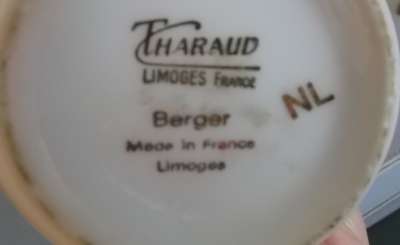 THARAUD
LIMOGES FRANCE
NL
Berger
Made in France
Limoges